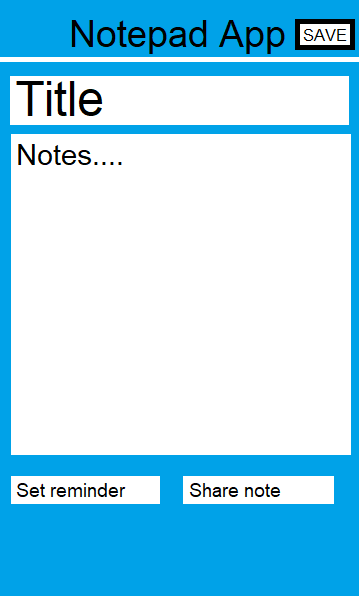 Notepad App SAVE
Title
Notes....
Set reminder
Share note